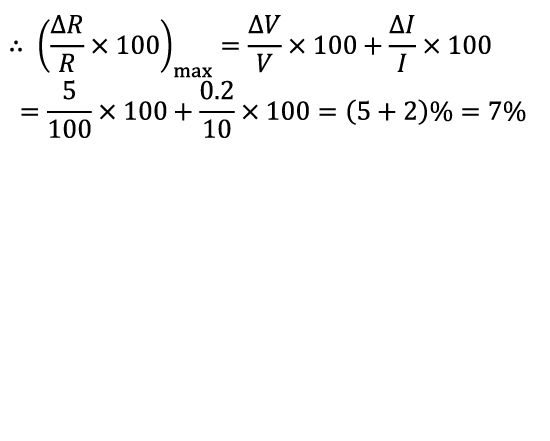 ∴ (ΔR/R × 100)max = ΔV/V × 100 + ΔI/I × 100
= 5/100 × 100 + 0.2/10 × 100 = (5 + 2)% = 7%